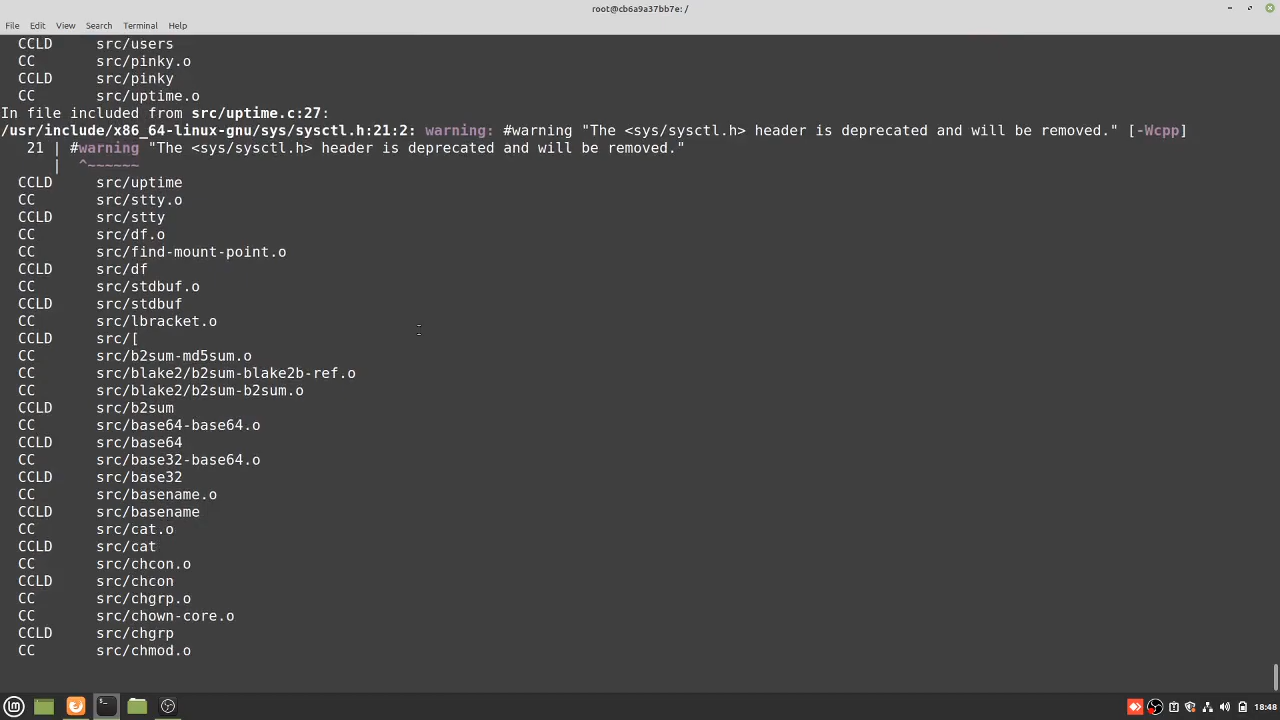 root@cb6a9a37bb7e: /
File Edit View Search Terminal Help
CCLD src/users
CC src/pinky.o
CCLD src/pinky
CC src/uptime.o
In file included from src/uptime.c:27:
/usr/include/x86_64-linux-gnu/sys/sysctl.h:21:2: warning: #warning "The <sys/sysctl.h> header is deprecated and will be removed." [-Wcpp]
21 | #warning "The <sys/sysctl.h> header is deprecated and will be removed."
| ^~~~~~~
CCLD src/uptime
CC src/stty.o
CCLD src/stty
CC src/df.o
CC src/find-mount-point.o
CCLD src/df
CC src/stdbuf.o
CCLD src/stdbuf
CC src/lbracket.o
CCLD src/[
CC src/b2sum-md5sum.o
CC src/blake2/b2sum-blake2b-ref.o
CC src/blake2/b2sum-b2sum.o
CCLD src/b2sum
CC src/base64-base64.o
CCLD src/base64
CC src/base32-base64.o
CCLD src/base32
CC src/basename.o
CCLD src/basename
CC src/cat.o
CCLD src/cat
CC src/chcon.o
CCLD src/chcon
CC src/chgrp.o
CC src/chown-core.o
CCLD src/chgrp
CC src/chmod.o
18:48